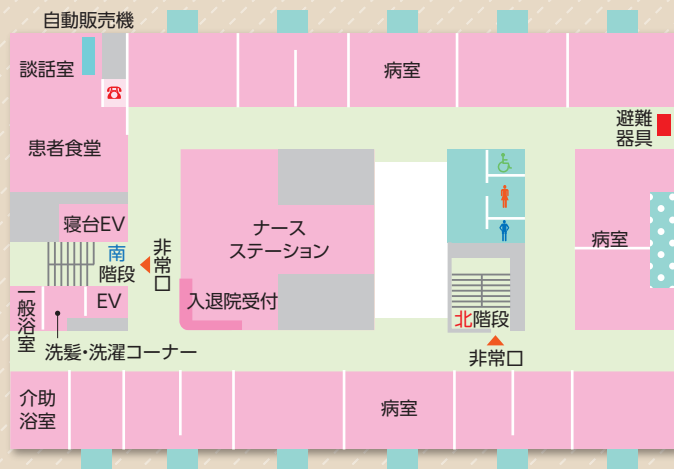 自動販売機
談話室
病室
避難
器具
患者食堂
寝台EV
ナース
ステーション
病室
南
階段
非常口
EV
入退院受付
北階段
一般浴室
洗髪・洗濯コーナー
非常口
介助
浴室
病室